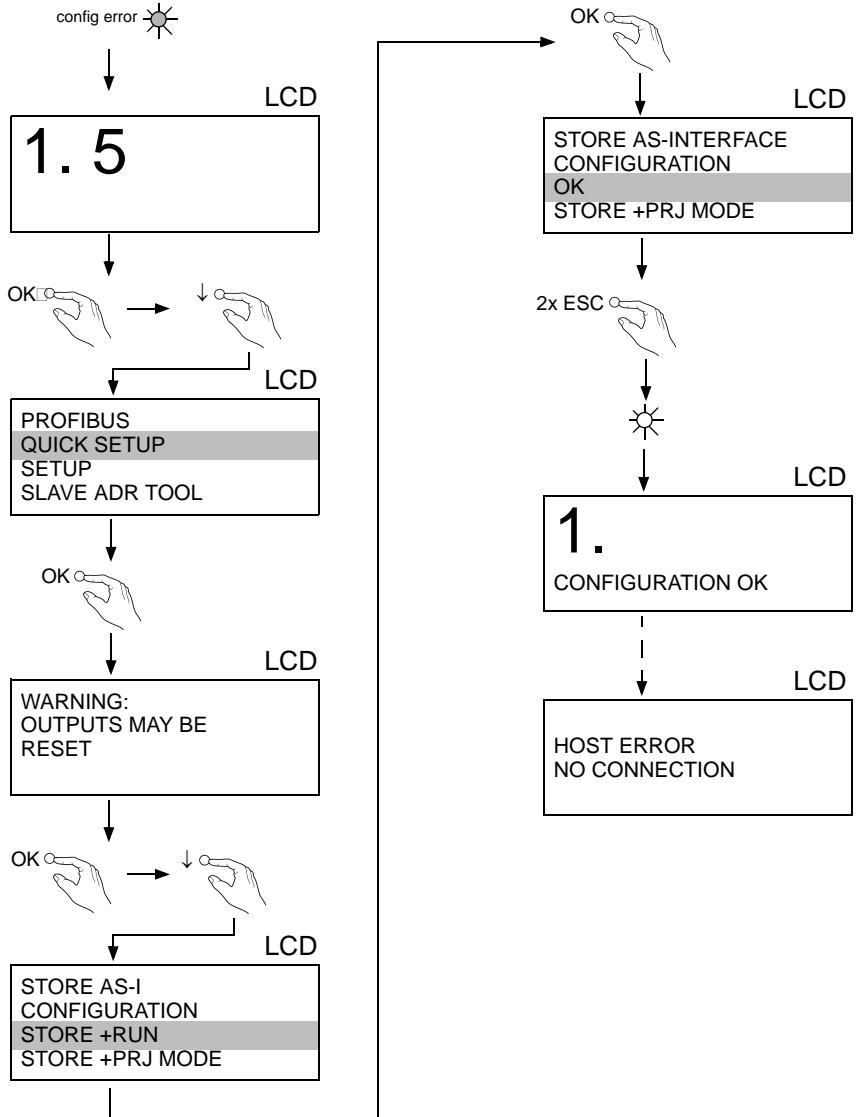 config error
LCD
1. 5
OK
↓
LCD
PROFIBUS
QUICK SETUP
SETUP
SLAVE ADR TOOL
OK
LCD
WARNING:
OUTPUTS MAY BE
RESET
OK
↓
LCD
STORE AS-I
CONFIGURATION
STORE +RUN
STORE +PRJ MODE
OK
LCD
STORE AS-INTERFACE
CONFIGURATION
OK
STORE +PRJ MODE
2x ESC
LCD
1.
CONFIGURATION OK
LCD
HOST ERROR
NO CONNECTION